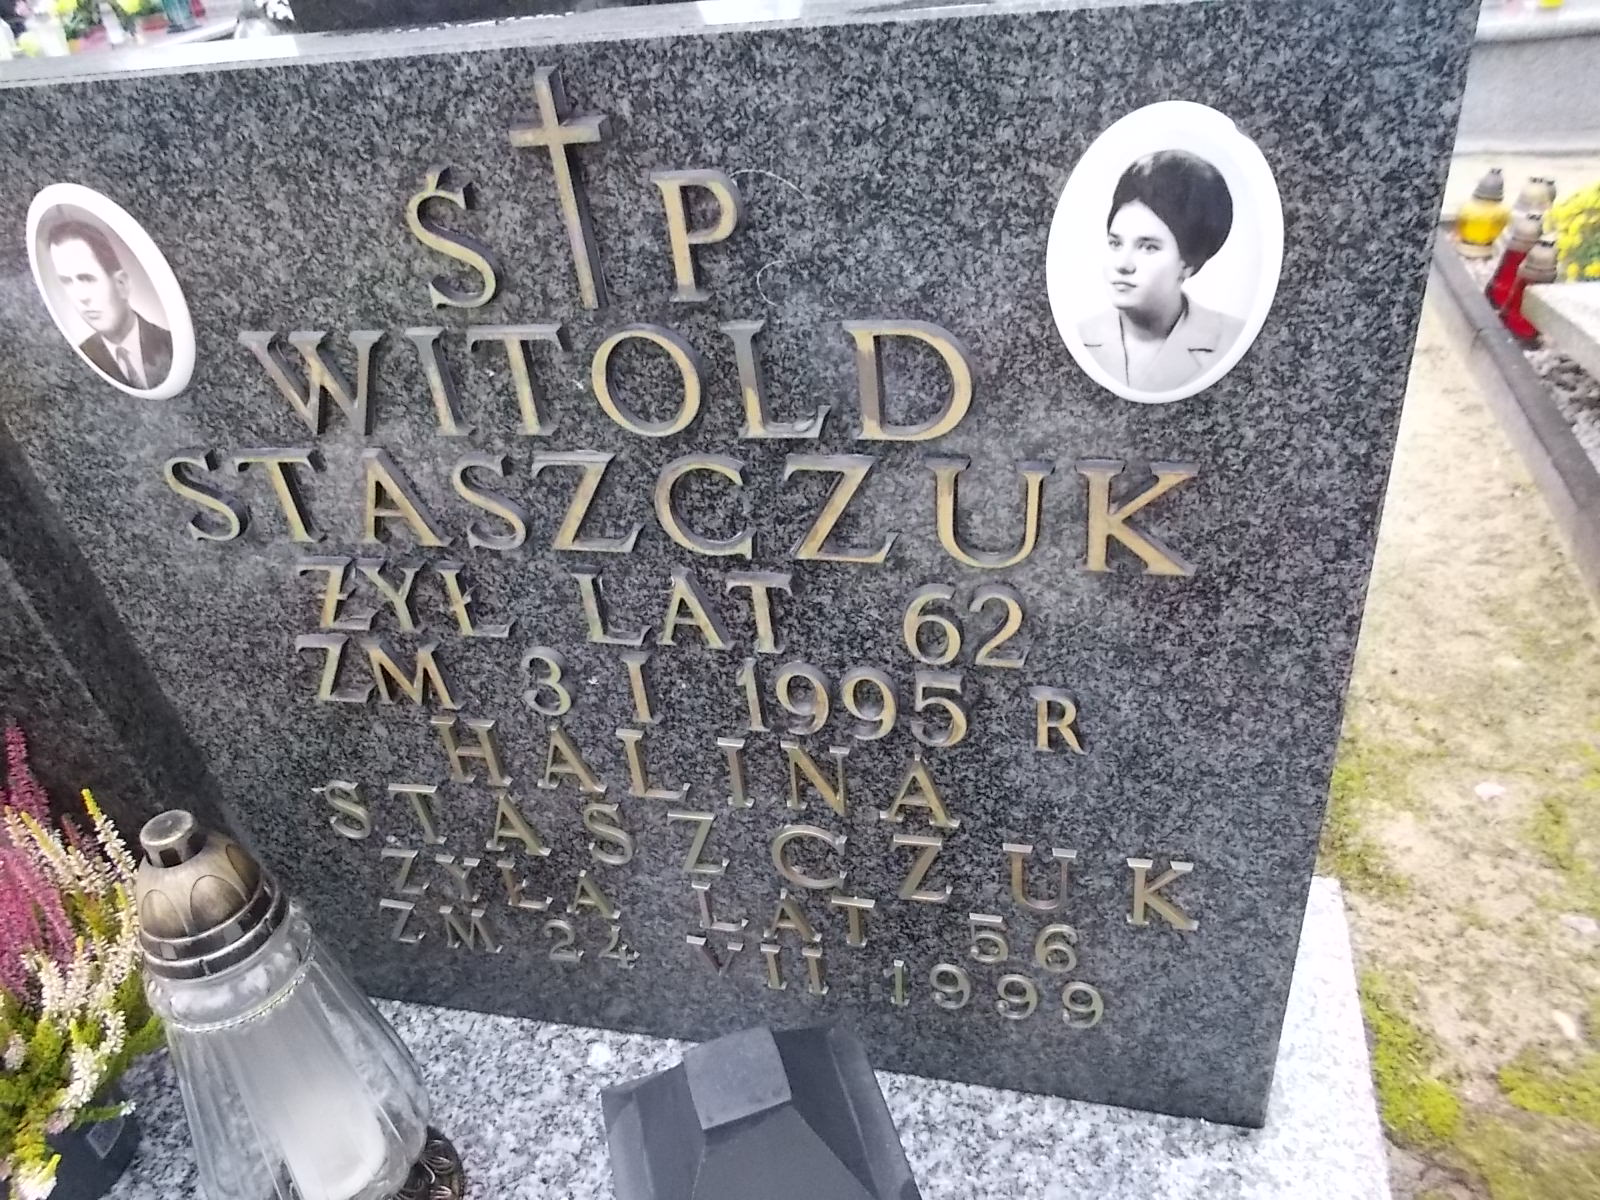 Ś P
WITOLD
STASZCZUK
ŻYŁ LAT 62
ZM 3 I 1995 R
HALINA
STASZCZUK
ŻYŁA LAT 56
ZM 24 VII 1999